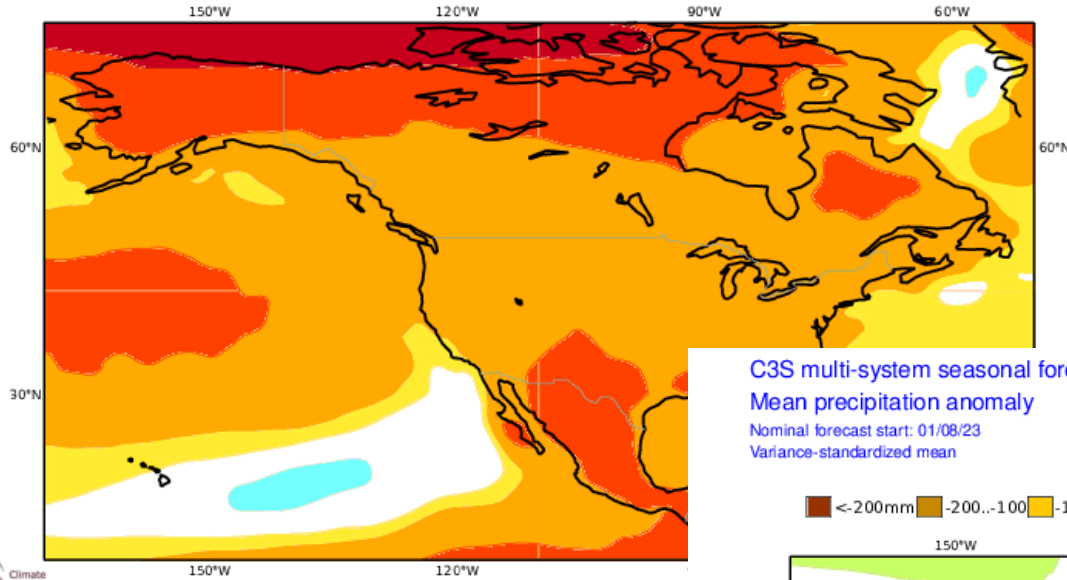 150°W 120°W 90°W 60°W
60°N 60°N
30°N
C3S multi-system seasonal
Mean precipitation anomaly
Nominal forecast start: 01/08/23
Variance-standardized mean
<-200mm -200..-100
150°W
150°W 120°W
Climate